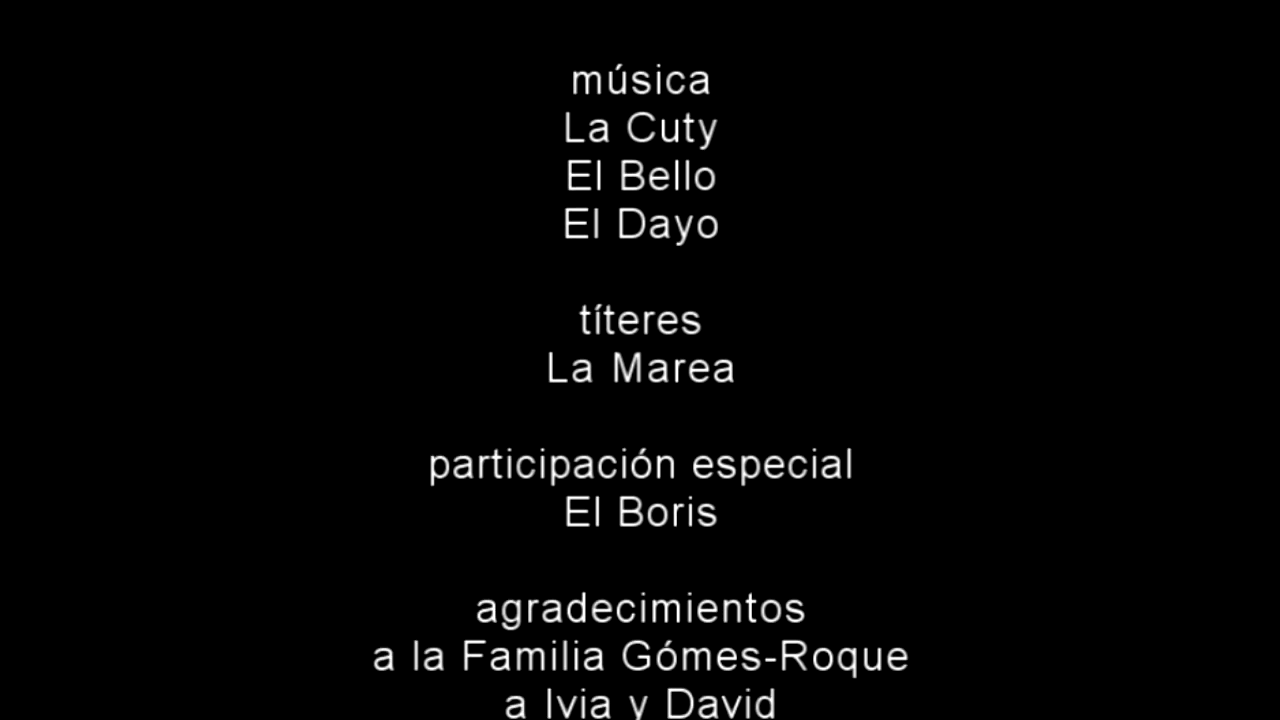 música
La Cuty
El Bello
El Dayo
títeres
La Marea
participación especial
El Boris
agradecimientos
a la Familia Gómes-Roque
a Ivia y David